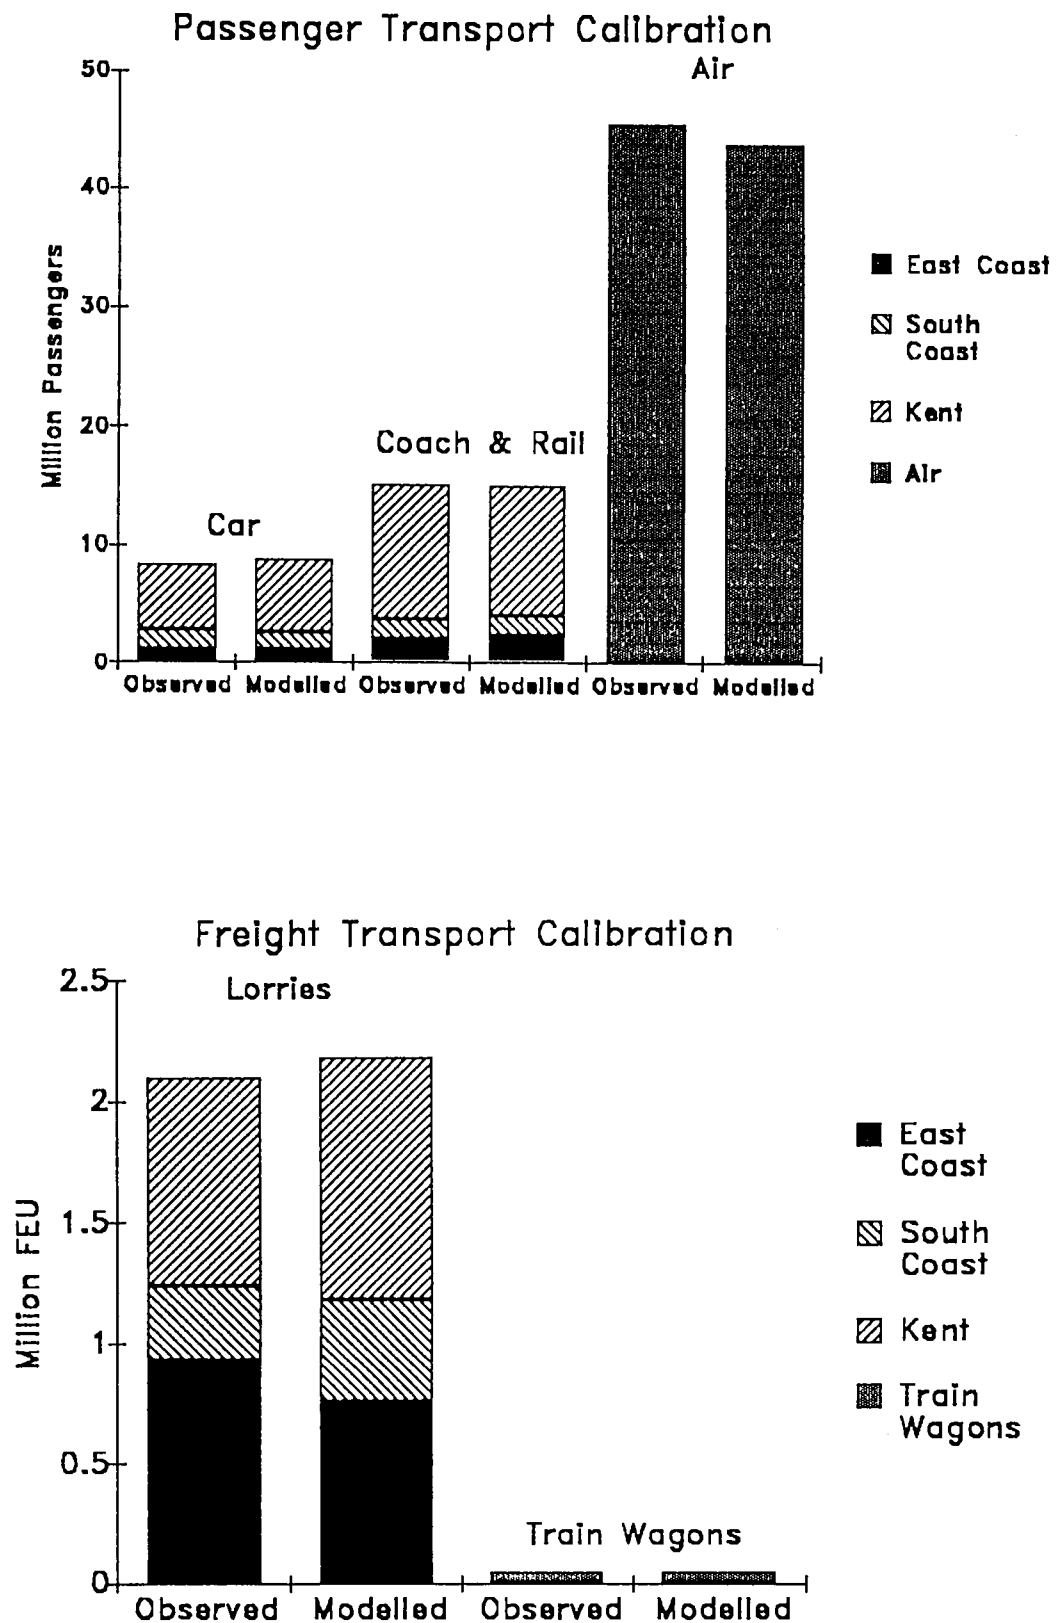 Passenger Transport Calibration
Air
50
40
30
20
10
0
Million Passengers
Car
Coach & Rail
Observed Modelled Observed Modelled Observed Modelled
East Coast
South
Coast
Kent
Air
Freight Transport Calibration
Lorries
2.5
2
1.5
1
0.5
0
Million FEU
Train Wagons
Observed Modelled Observed Modelled
East
Coast
South
Coast
Kent
Train
Wagons